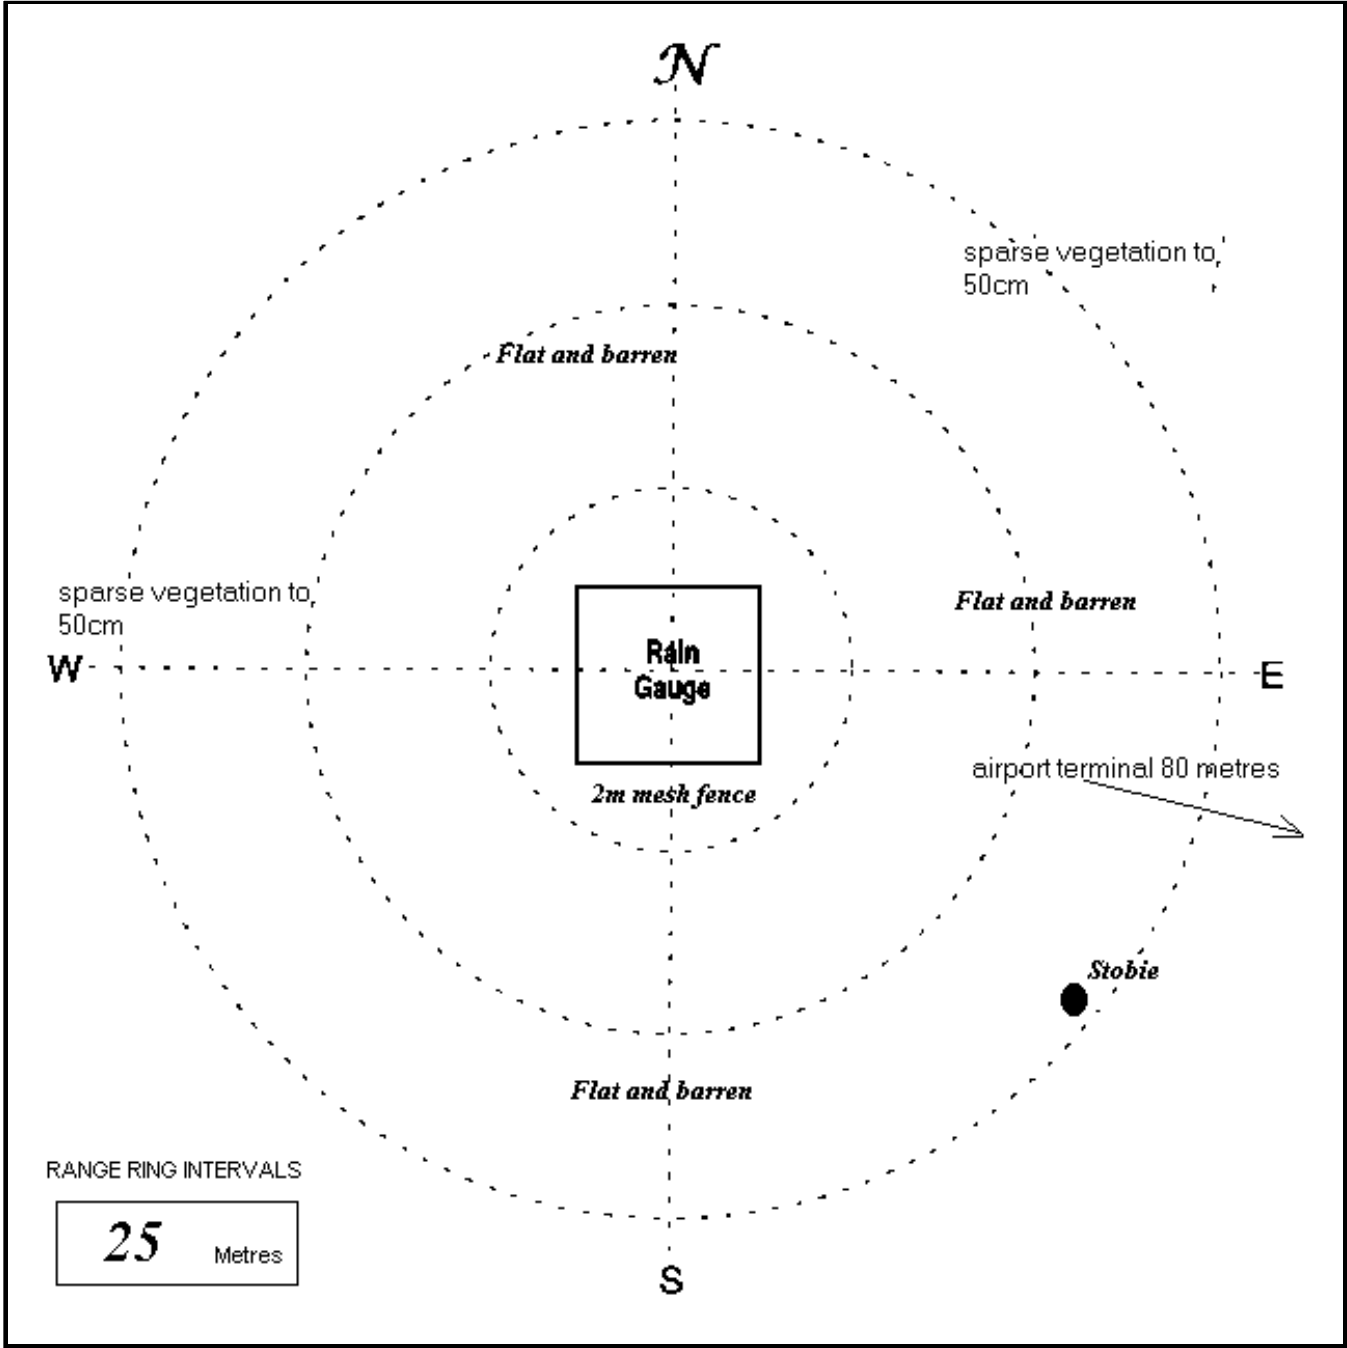 N
sparse vegetation to
50cm
Flat and barren
sparse vegetation to
50cm
Flat and barren
Rain
Gauge
W
E
airport terminal 80 metres
2m mesh fence
Stobie
Flat and barren
RANGE RING INTERVALS
25 Metres
S